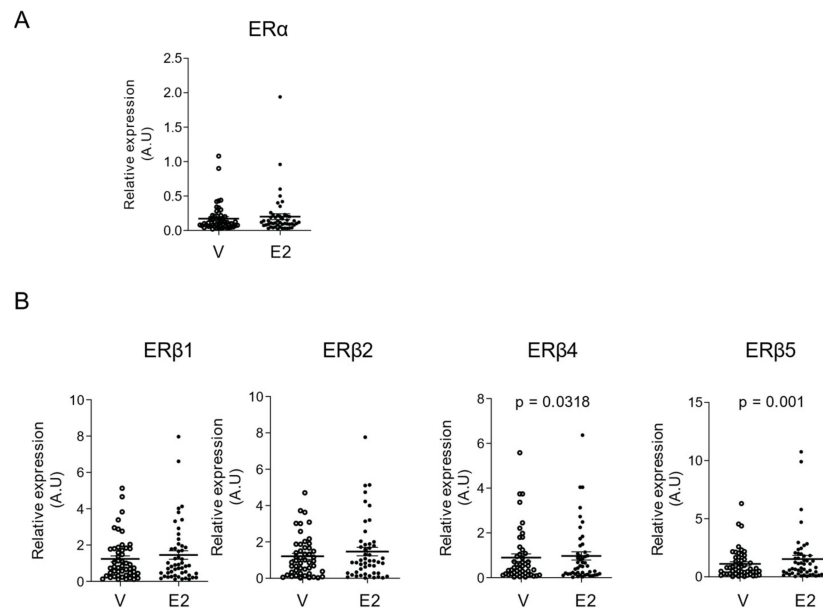 A
ERα
Relative expression
(A.U)
2.5
2.0
1.5
1.0
0.5
0.0
V E2
B
ERβ1 ERβ2 ERβ4 ERβ5
Relative expression
(A.U)
10
8
6
4
2
0
V E2
Relative expression
(A.U)
10
8
6
4
2
0
V E2
p = 0.0318
Relative expression
(A.U)
8
6
4
2
0
V E2
p = 0.001
Relative expression
(A.U)
15
10
5
0
V E2